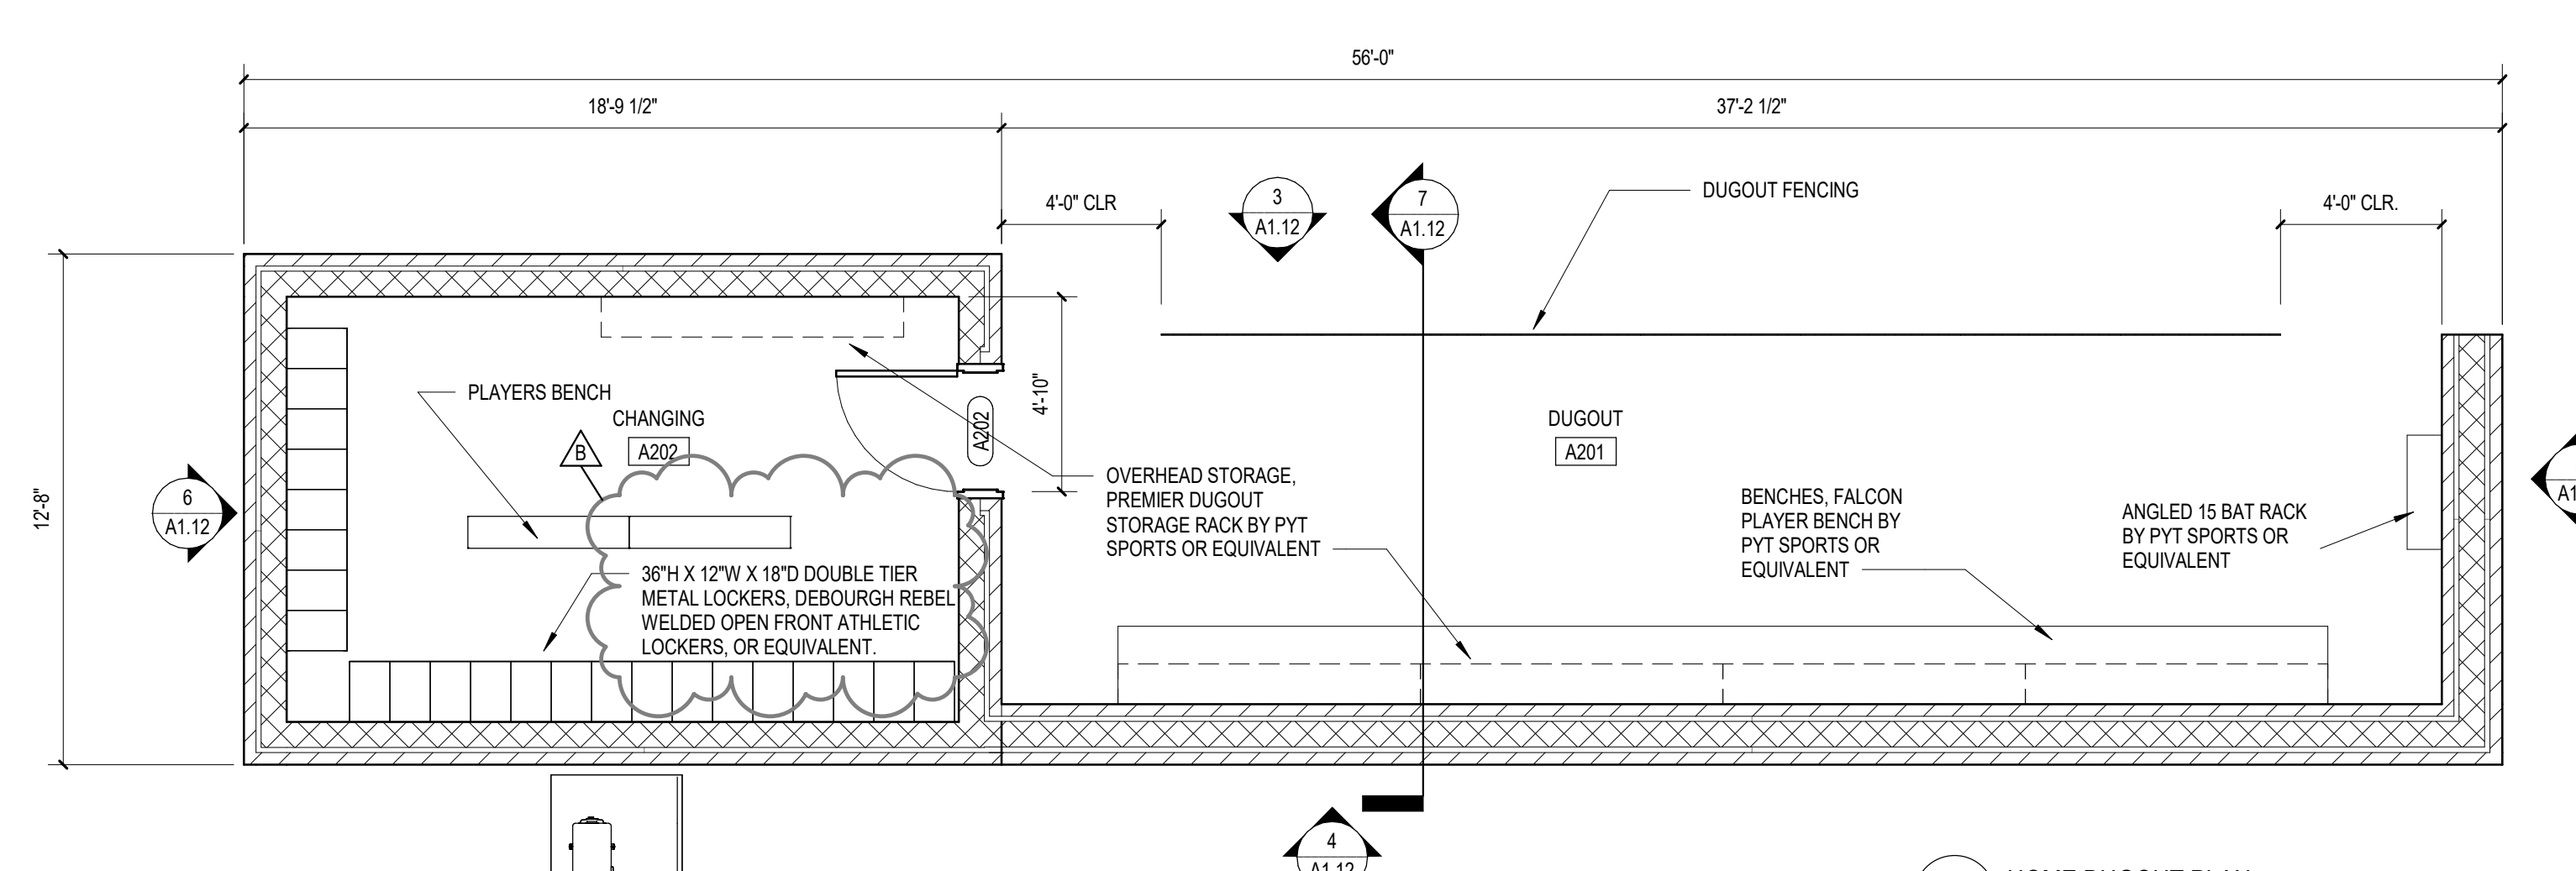 56'-0"
18'-9 1/2"
37'-2 1/2"
4'-0" CLR
3
A1.12
7
A1.12
DUGOUT FENCING
4'-0" CLR.
12'-8"
6
A1.12
PLAYERS BENCH
CHANGING
A202
B
A202
4'-10"
DUGOUT
A201
OVERHEAD STORAGE,
PREMIER DUGOUT
STORAGE RACK BY PYT
SPORTS OR EQUIVALENT
BENCHES, FALCON
PLAYER BENCH BY
PYT SPORTS OR
EQUIVALENT
ANGLED 15 BAT RACK
BY PYT SPORTS OR
EQUIVALENT
36"H X 12"W X 18"D DOUBLE TIER
METAL LOCKERS, DEBOURGH REBEL
WELDED OPEN FRONT ATHLETIC
LOCKERS, OR EQUIVALENT.
4
A1.12